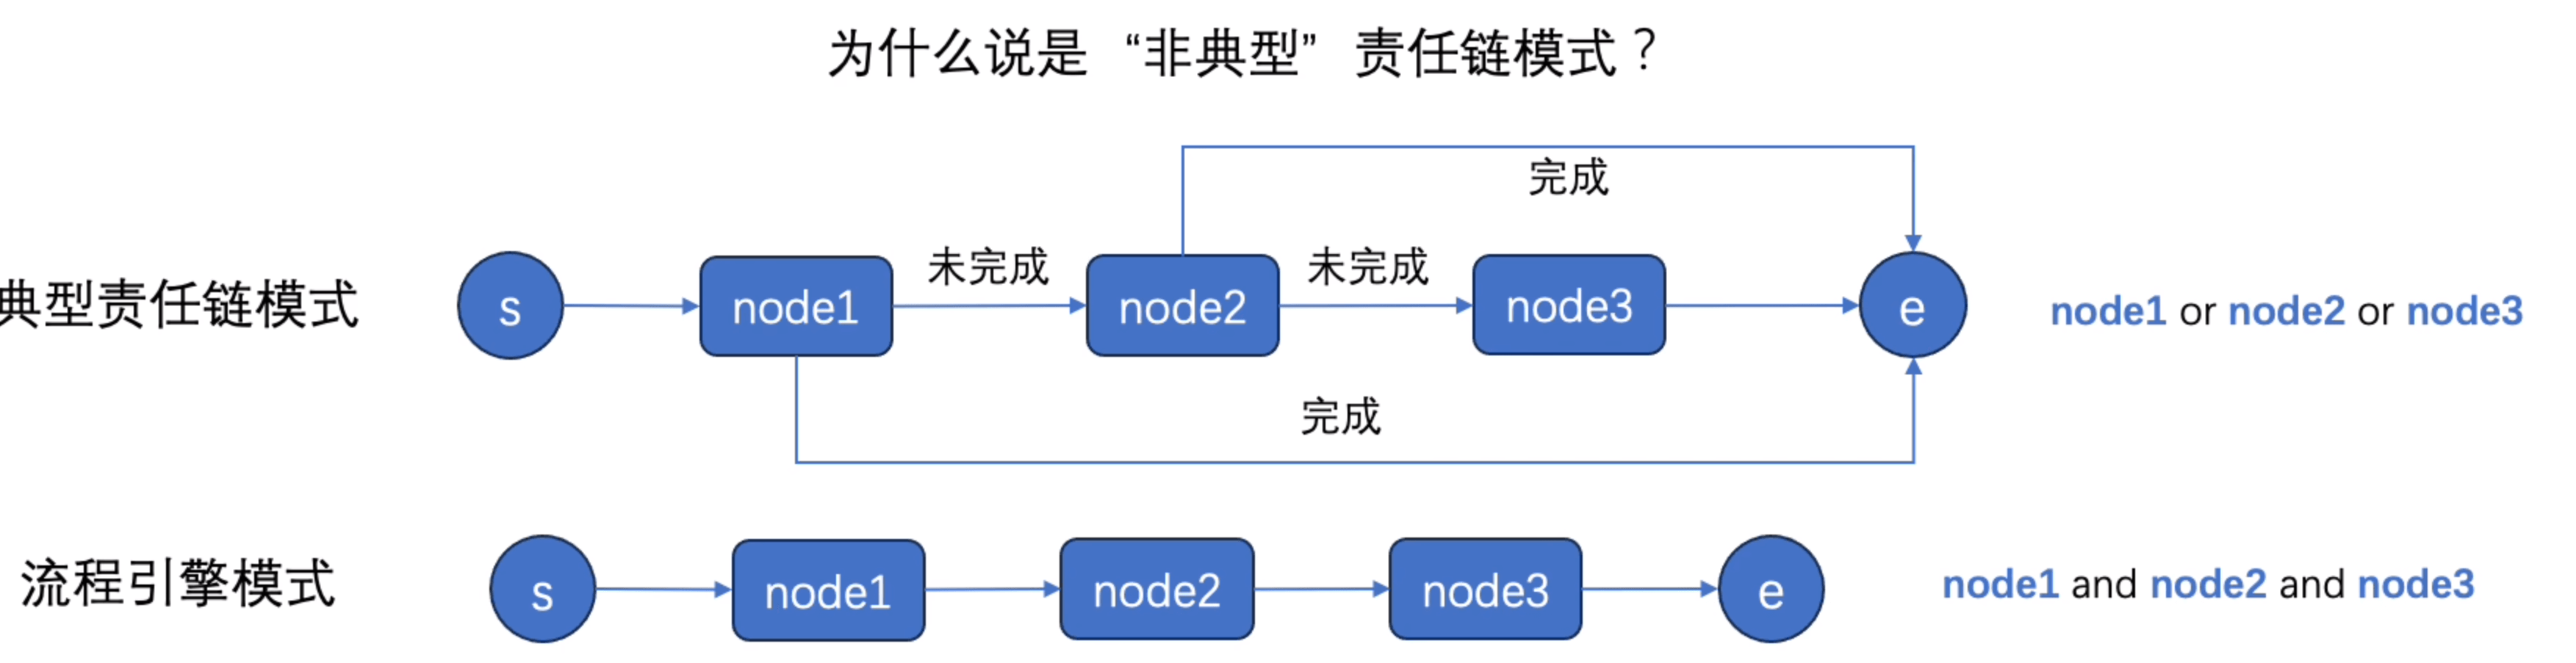 为什么说是 “非典型” 责任链模式？
完成
典型责任链模式
s
node1
未完成
node2
未完成
node3
e
node1 or node2 or node3
完成
流程引擎模式
s
node1
node2
node3
e
node1 and node2 and node3